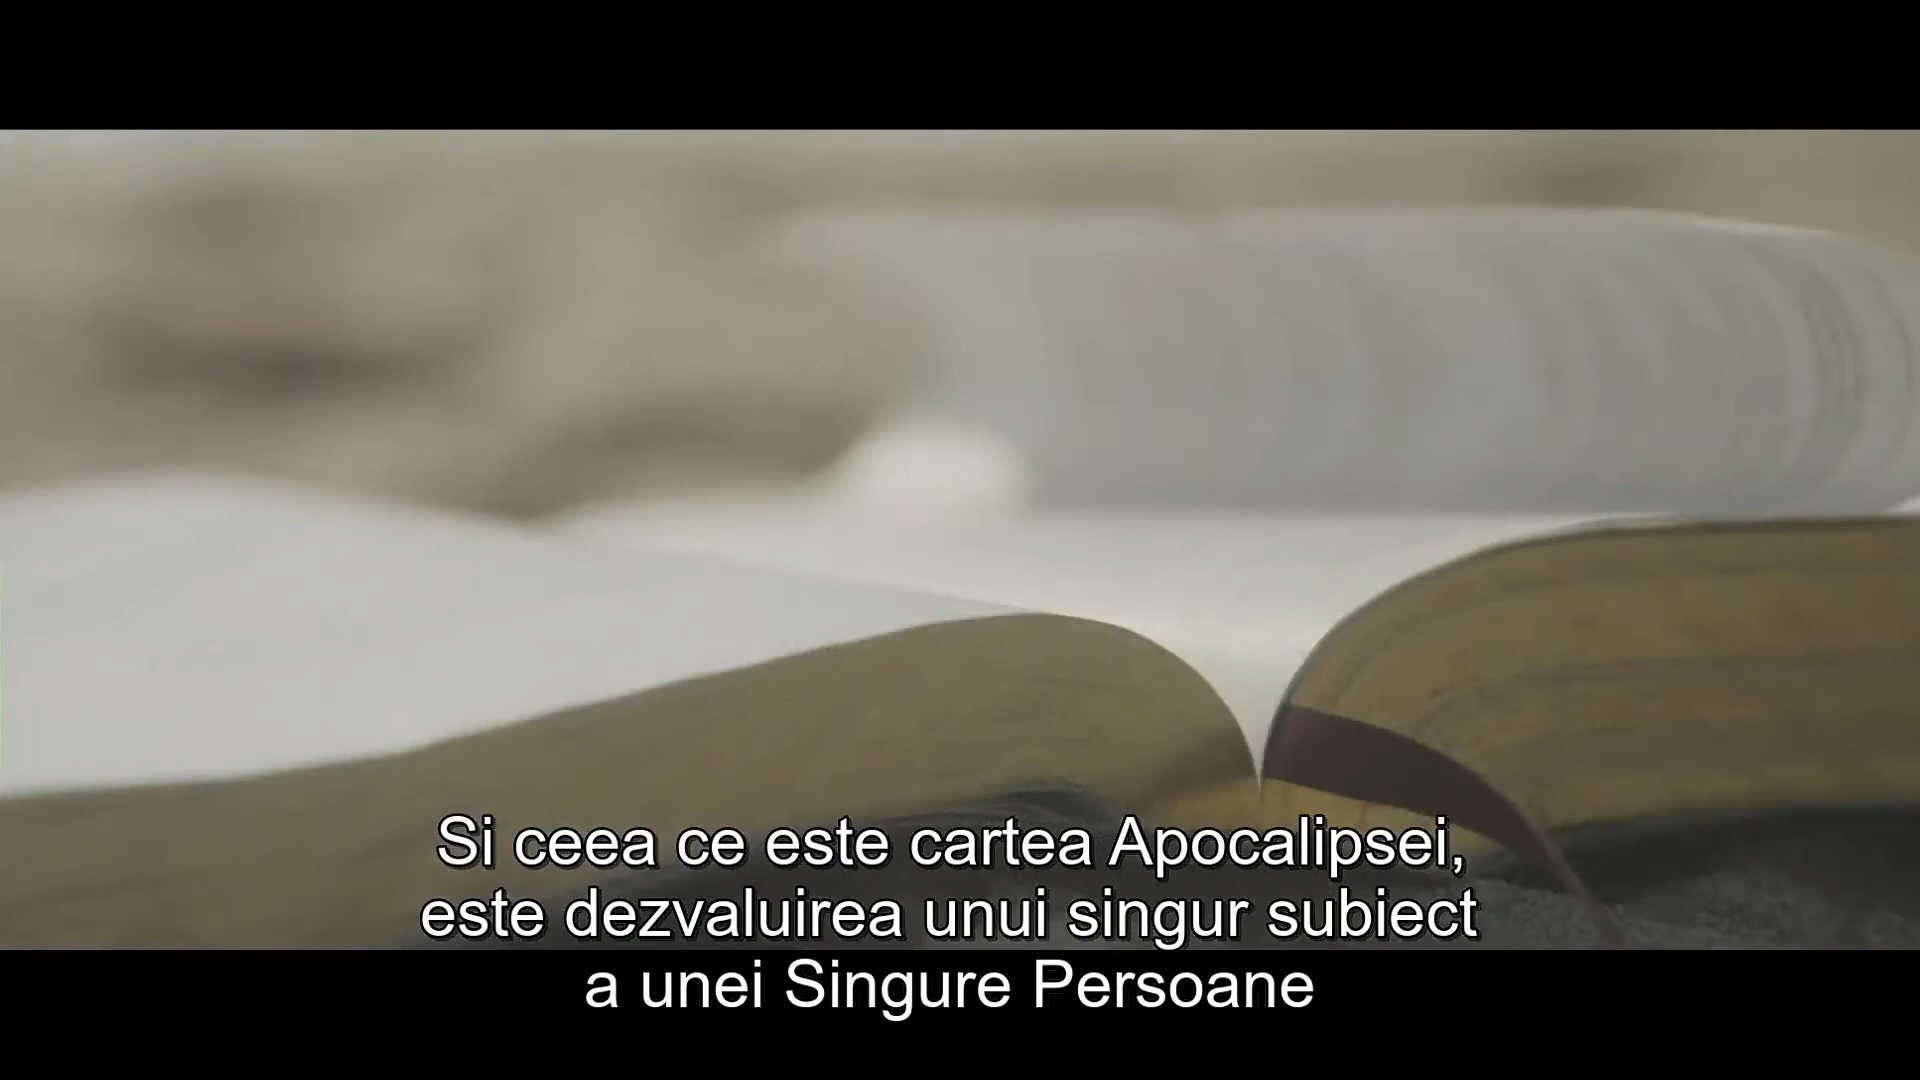 Si ceea ce este cartea Apocalipsei,
este dezvaluirea unui singur subiect
a unei Singure Persoane